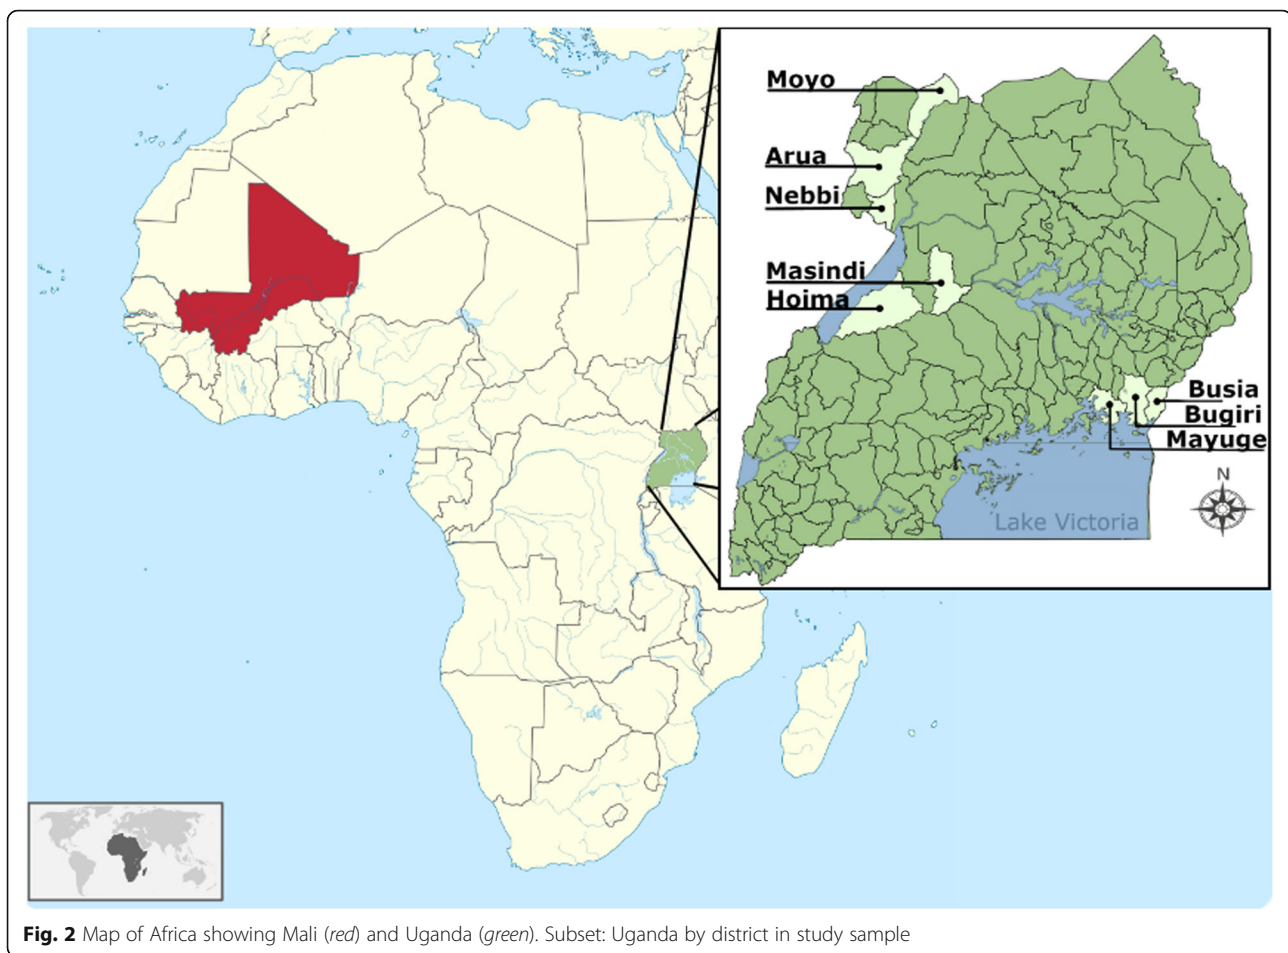 Moyo
Arua
Nebbi
Masindi
Hoima
Busia
Bugiri
Mayuge
N
Lake Victoria
Fig. 2 Map of Africa showing Mali (red) and Uganda (green). Subset: Uganda by district in study sample